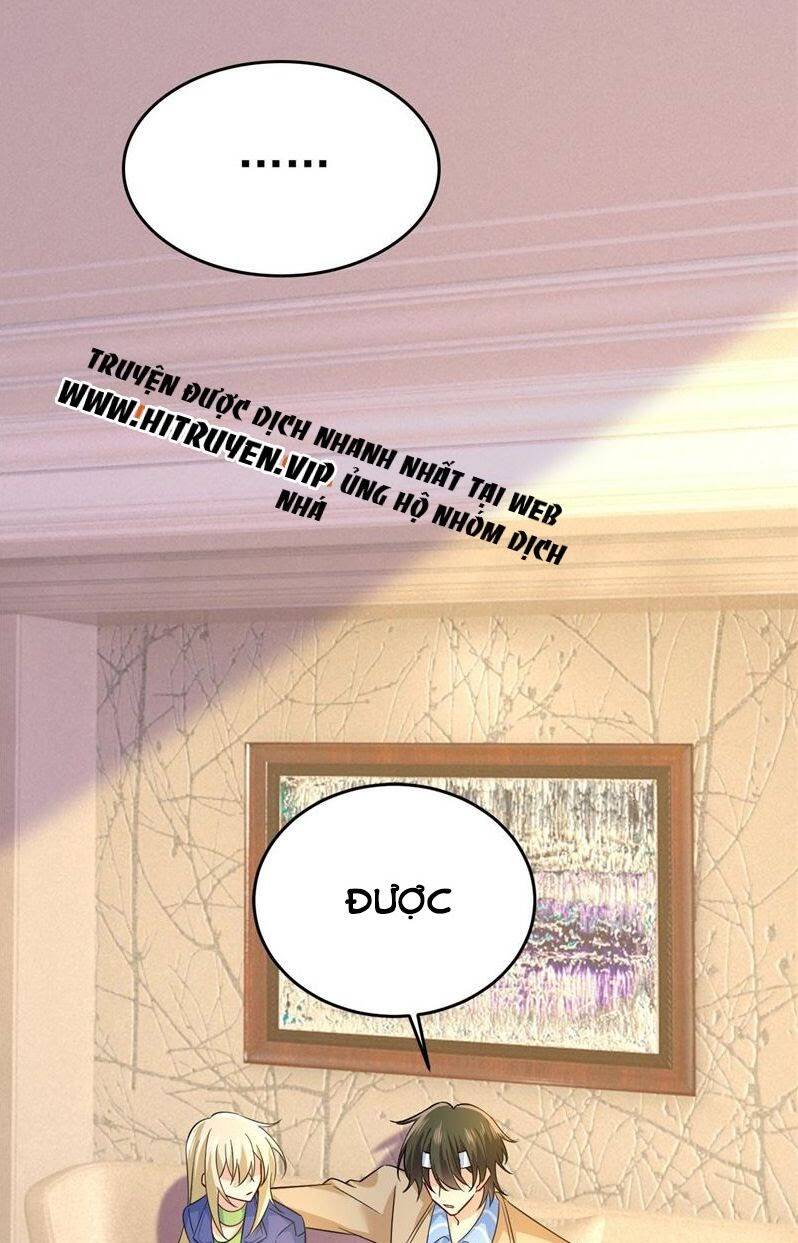 ......
TRUYỆN ĐƯỢC DỊCH NHANH NHẤT TẠI WEB
WWW.HITRUYEN.VIP ỦNG HỘ NHÓM DỊCH
NHÁ
ĐƯỢC